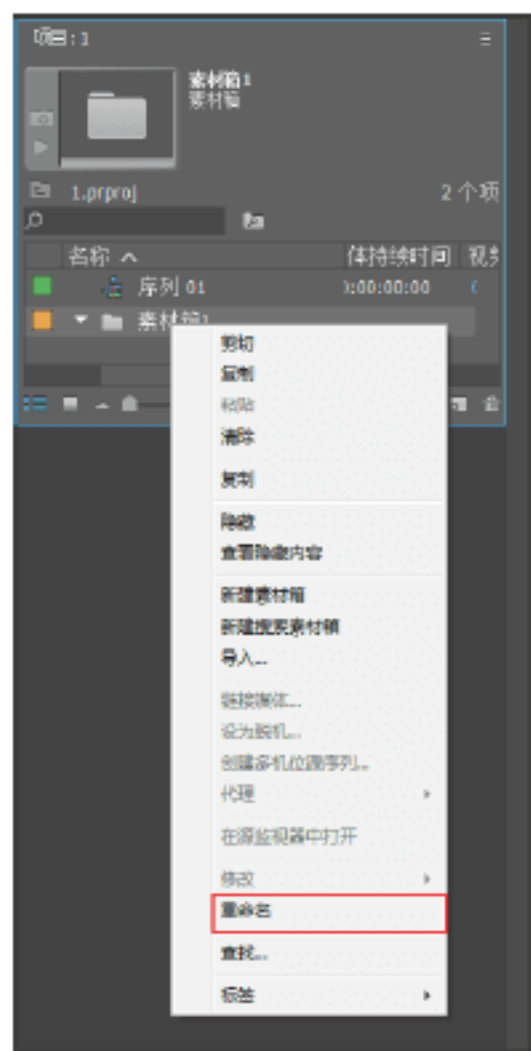 项目:1
素材箱1
素材箱
1.prproj
2个项
名称
体持续时间
序列 01
):00:00:00
素材箱1
剪切
复制
粘贴
清除
复制
隐藏
查看隐藏内容
新建素材箱
新建搜索素材箱
导入...
链接媒体...
设为脱机...
创建多机位源序列...
代理
在源监视器中打开
修改
重命名
查找...
标签